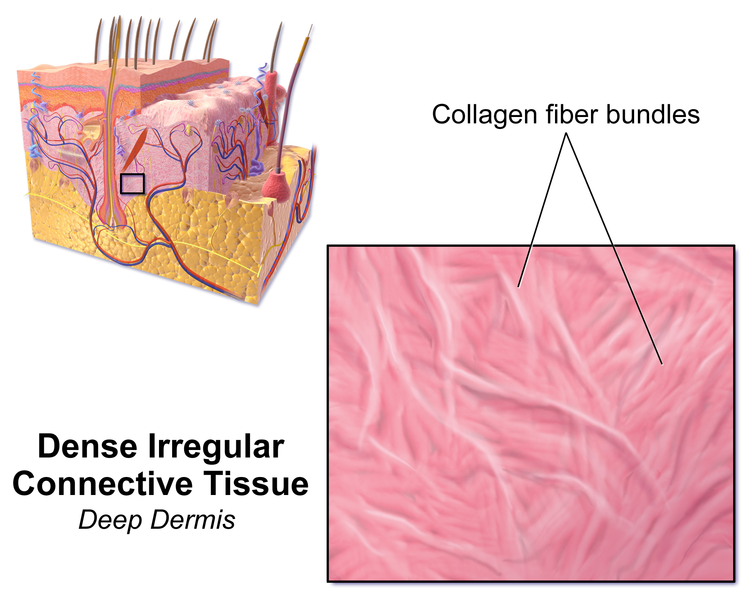 Collagen fiber bundles
Dense Irregular
Connective Tissue
Deep Dermis